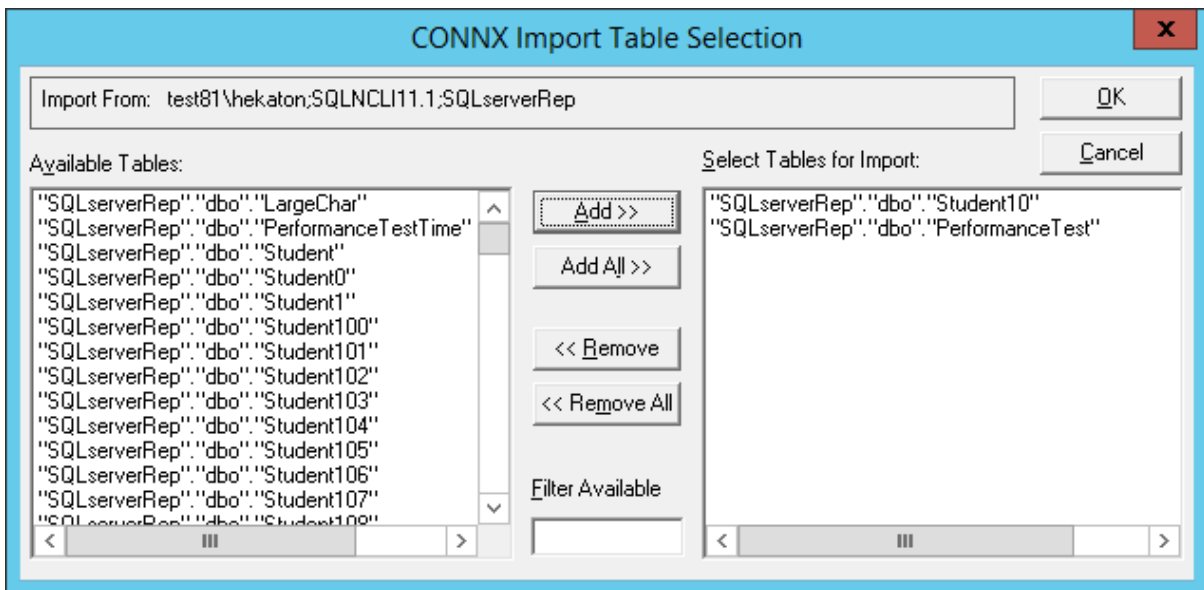 CONNX Import Table Selection
x
Import From: test81\hekaton;SQLNCLI11.1;SQLserverRep
OK
Cancel
Available Tables:
"SQLserverRep"."dbo"."LargeChar"
"SQLserverRep"."dbo"."PerformanceTestTime"
"SQLserverRep"."dbo"."Student"
"SQLserverRep"."dbo"."Student0"
"SQLserverRep"."dbo"."Student1"
"SQLserverRep"."dbo"."Student100"
"SQLserverRep"."dbo"."Student101"
"SQLserverRep"."dbo"."Student102"
"SQLserverRep"."dbo"."Student103"
"SQLserverRep"."dbo"."Student104"
"SQLserverRep"."dbo"."Student105"
"SQLserverRep"."dbo"."Student106"
"SQLserverRep"."dbo"."Student107"
"SQLserverRep"."dbo"."Student108"
Add >>
Add All >>
<< Remove
<< Remove All
Filter Available
Select Tables for Import:
"SQLserverRep"."dbo"."Student10"
"SQLserverRep"."dbo"."PerformanceTest"